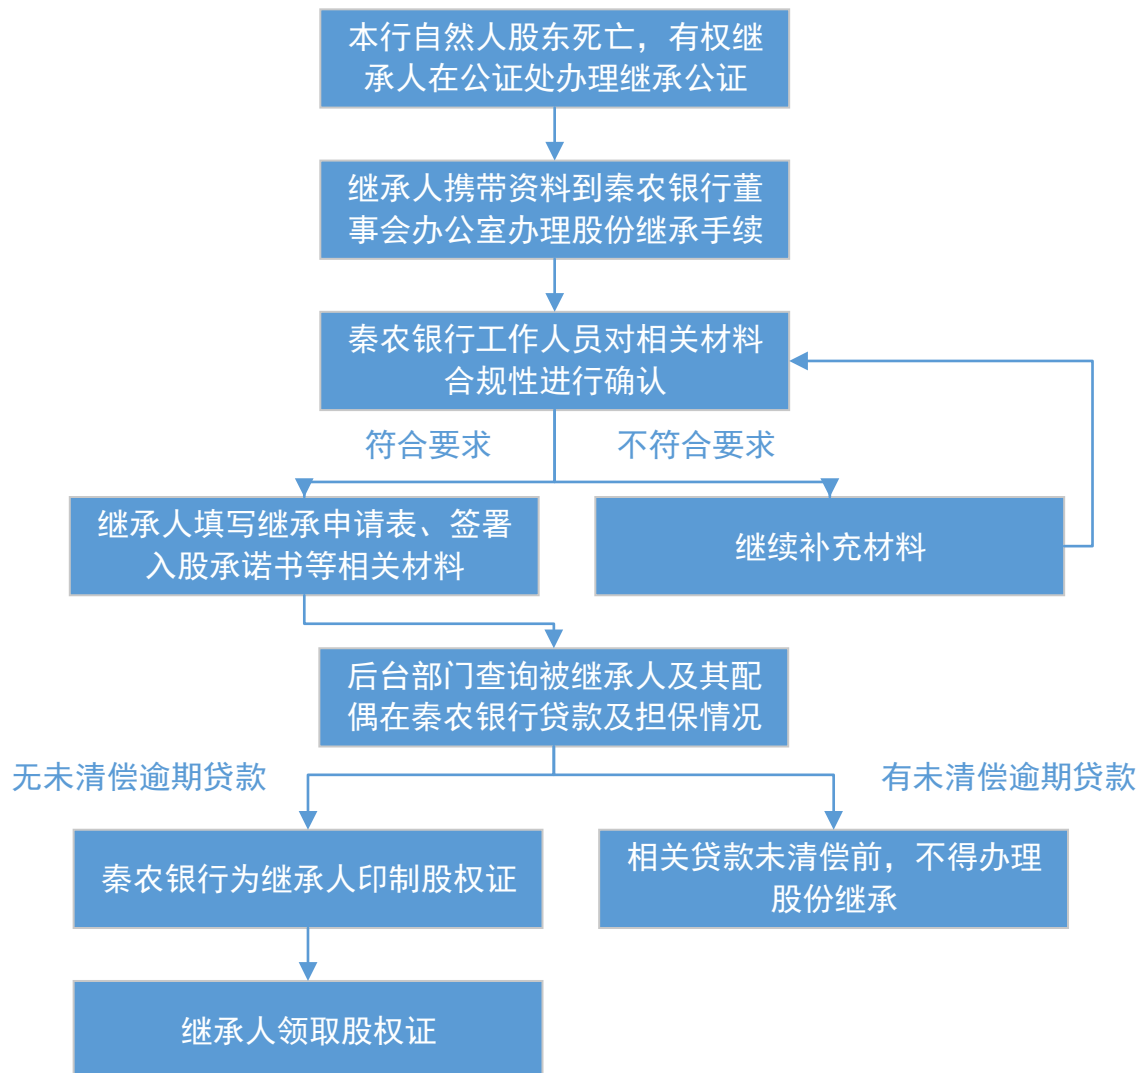 本行自然人股东死亡，有权继
承人在公证处办理继承公证
继承人携带资料到秦农银行董
事会办公室办理股份继承手续
秦农银行工作人员对相关材料
合规性进行确认
符合要求
不符合要求
继承人填写继承申请表、签署
入股承诺书等相关材料
继续补充材料
后台部门查询被继承人及其配
偶在秦农银行贷款及担保情况
无未清偿逾期贷款
有未清偿逾期贷款
秦农银行为继承人印制股权证
相关贷款未清偿前，不得办理
股份继承
继承人领取股权证